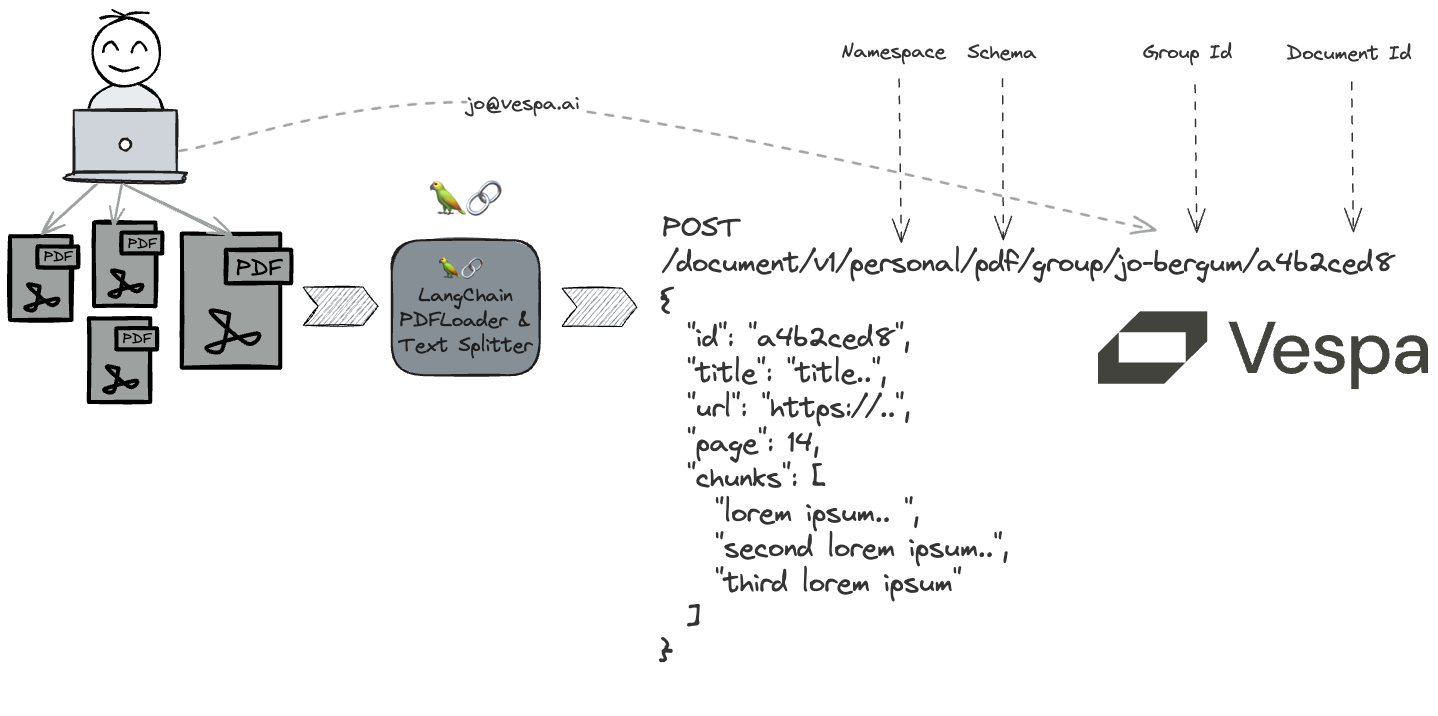 Namespace
Schema
Group Id
Document Id
jo@vespa.ai
PDF
PDF
PDF
PDF
LangChain
PDFLoader &
Text Splitter
POST
/document/v1/personal/pdf/group/jo-bergum/a4b2ced8
{
"id": "a4b2ced8",
"title": "title..",
"url": "https://..",
"page": 14,
"chunks": [
"lorem ipsum.. ",
"second lorem ipsum..",
"third lorem ipsum"
]
}
Vespa